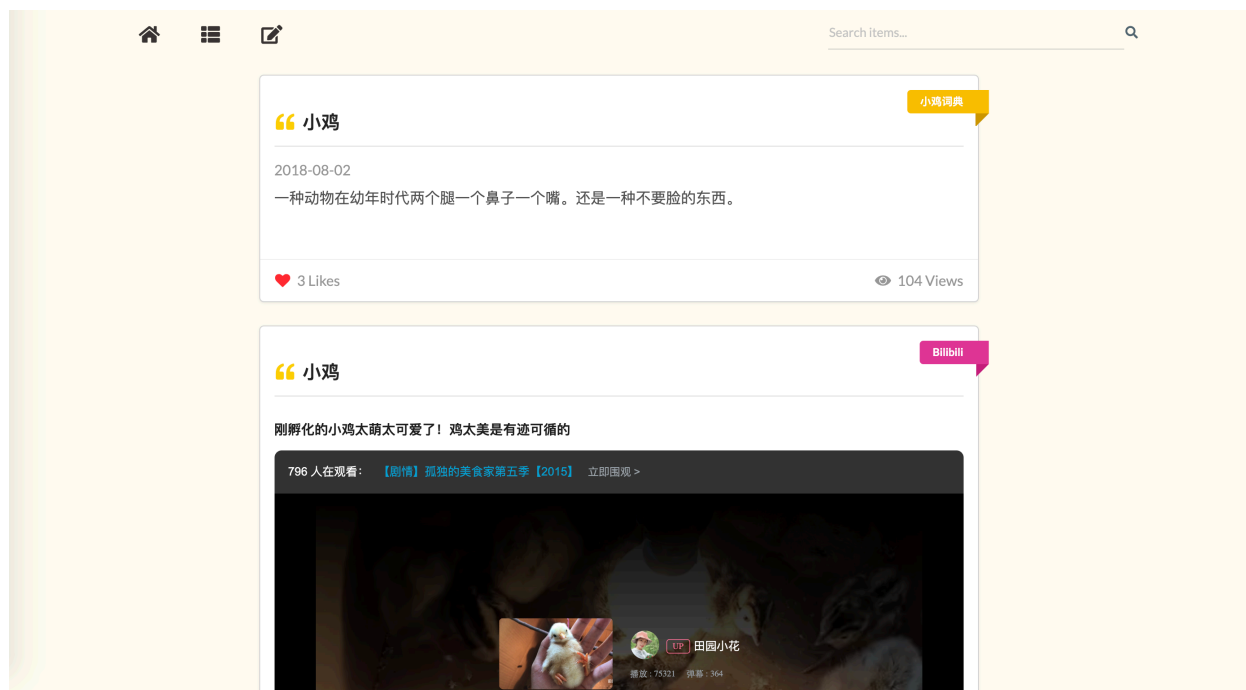 Search items...
小鸡词典
小鸡
2018-08-02
一种动物在幼年时代两个腿一个鼻子一个嘴。还是一种不要脸的东西。
3 Likes
104 Views
Bilibili
小鸡
刚孵化的小鸡太萌太可爱了！鸡太美是有迹可循的
796 人在观看： 【剧情】孤独的美食家第五季【2015】 立即围观 >
UP 田园小花
播放 : 75321 弹幕 : 364